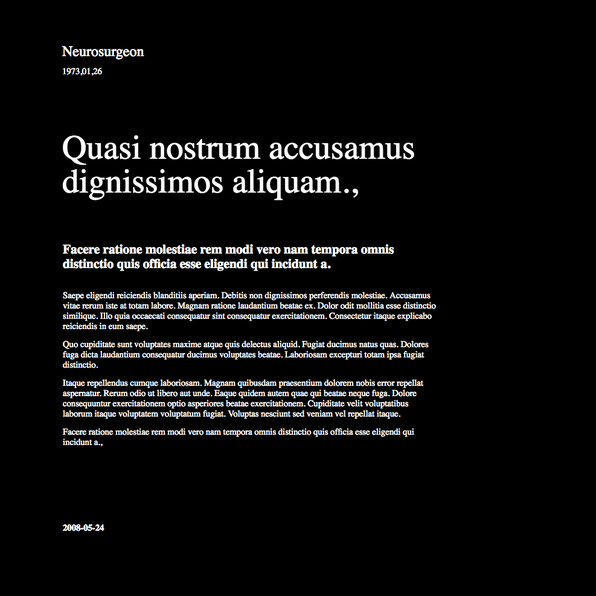 Neurosurgeon
1973,01,26
Quasi nostrum accusamus
dignissimos aliquam.,
Facere ratione molestiae rem modi vero nam tempora omnis
distinctio quis officia esse eligendi qui incidunt a.
Saepe eligendi reiciendis blanditiis aperiam. Debitis non dignissimos perferendis molestiae. Accusamus
vitae rerum iste at totam labore. Magnam ratione laudantium beatae ex. Dolor odit mollitia esse distinctio
similique. Illo quia occaecati consequatur sint consequatur exercitationem. Consectetur itaque explicabo
reiciendis in eum saepe.
Quo cupiditate sunt voluptates maxime atque quis delectus aliquid. Fugiat ducimus natus quas. Dolores
fuga dicta laudantium consequatur ducimus voluptates beatae. Laboriosam excepturi totam ipsa fugiat
distinctio.
Itaque repellendus cumque laboriosam. Magnam quibusdam praesentium dolorem nobis error repellat
aspernatur. Rerum odio ut libero aut unde. Eaque quidem autem quae qui beatae neque fuga. Dolore
consequuntur exercitationem optio asperiores beatae exercitationem. Cupiditate velit voluptatibus
laborum itaque voluptatem voluptatum fugiat. Voluptas nesciunt sed veniam vel repellat itaque.
Facere ratione molestiae rem modi vero nam tempora omnis distinctio quis officia esse eligendi qui
incidunt a.,
2008-05-24